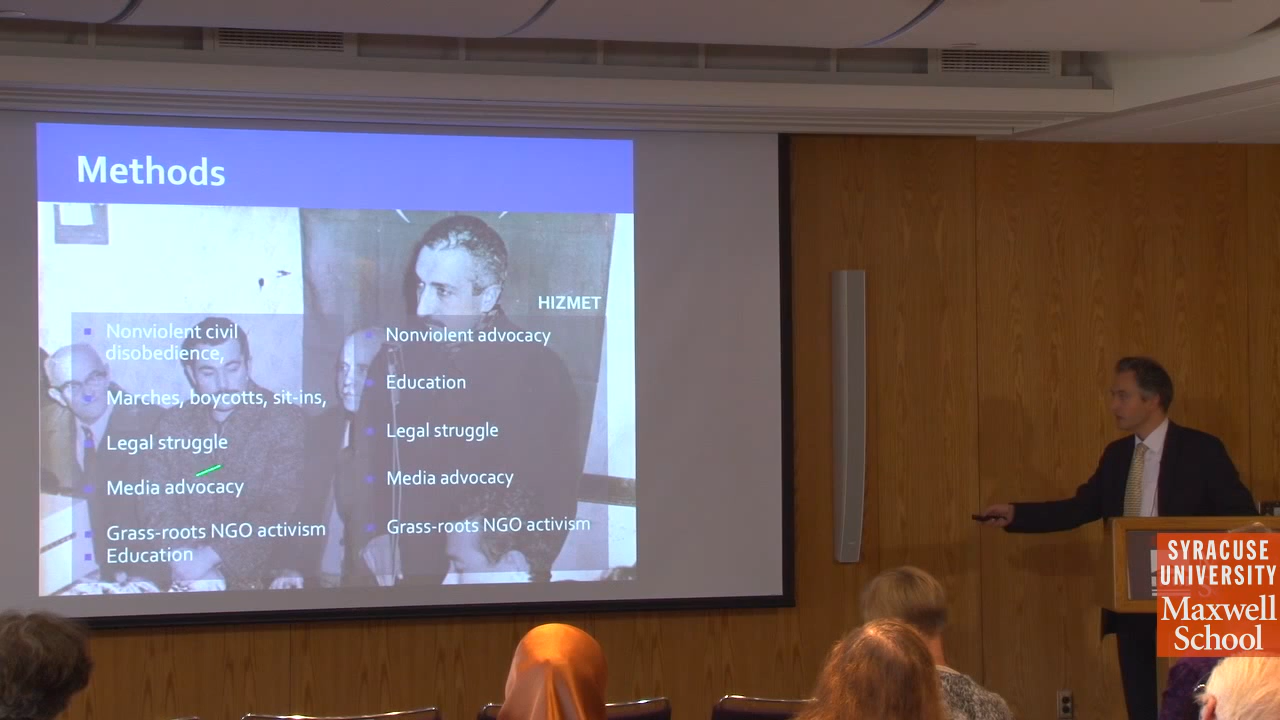 Methods
HIZMET
Nonviolent civil
disobedience,
Marches, boycotts, sit-ins,
Legal struggle
Media advocacy
Grass-roots NGO activism
Education
Nonviolent advocacy
Education
Legal struggle
Media advocacy
Grass-roots NGO activism
SYRACUSE
UNIVERSITY
Maxwell
School